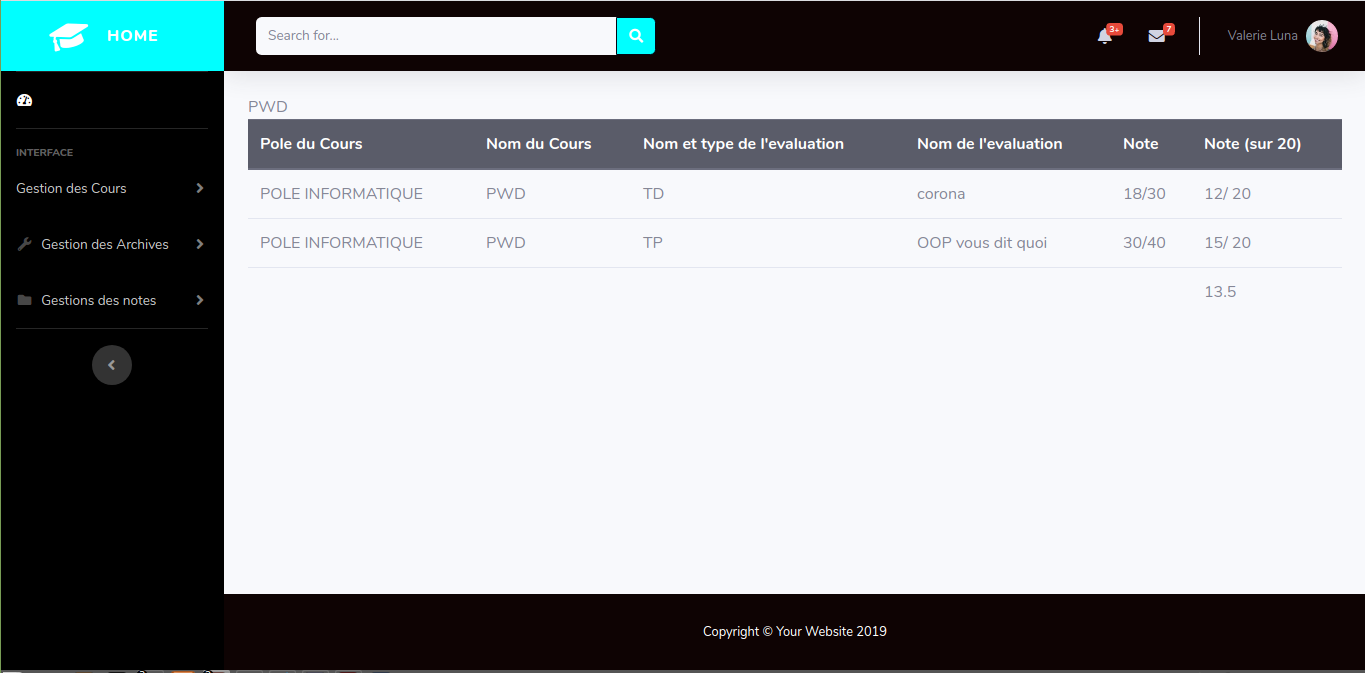 HOME
Search for...
3+
7
Valerie Luna
INTERFACE
Gestion des Cours
Gestion des Archives
Gestions des notes
PWD
Pole du Cours Nom du Cours Nom et type de l'evaluation Nom de l'evaluation Note Note (sur 20)
POLE INFORMATIQUE PWD TD corona 18/30 12/ 20
POLE INFORMATIQUE PWD TP OOP vous dit quoi 30/40 15/ 20
13.5
Copyright © Your Website 2019